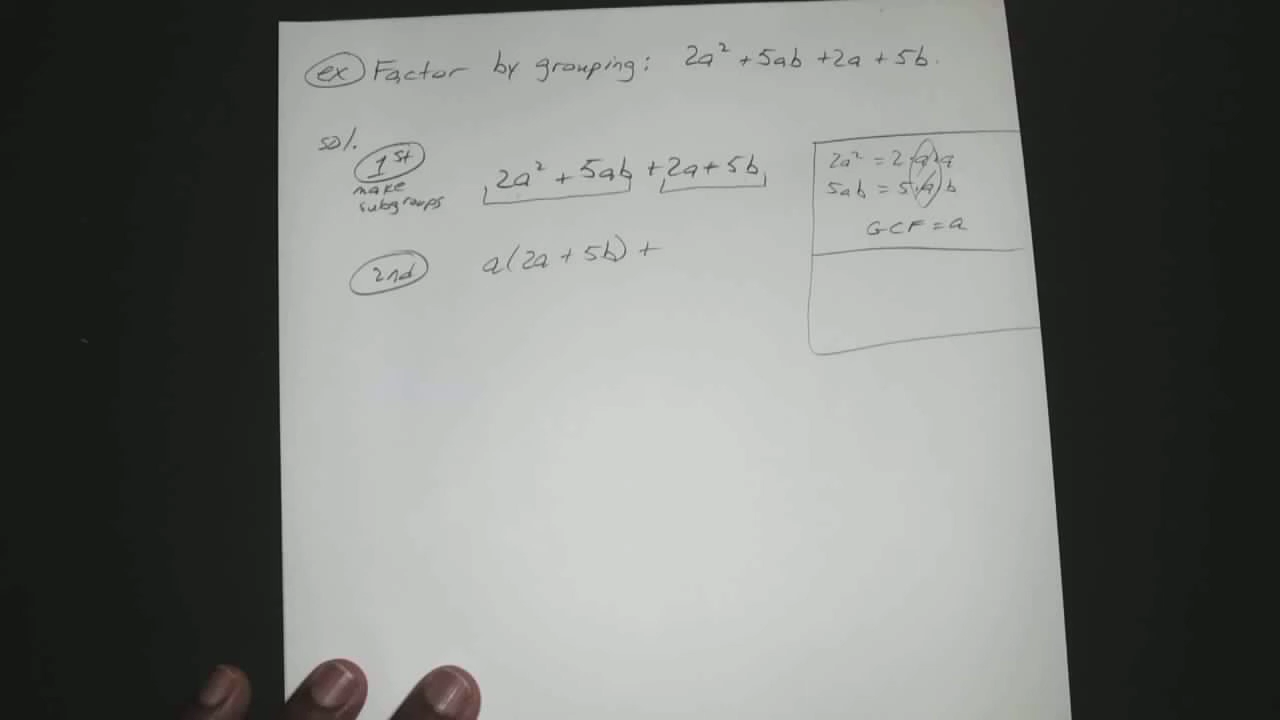 ex Factor by grouping: 2a² + 5ab + 2a + 5b.
sol.
1st 2a² + 5ab + 2a + 5b
make
subgroups
2nd a(2a + 5b) +
2a² = 2·a·a
5ab = 5·a·b
GCF = a